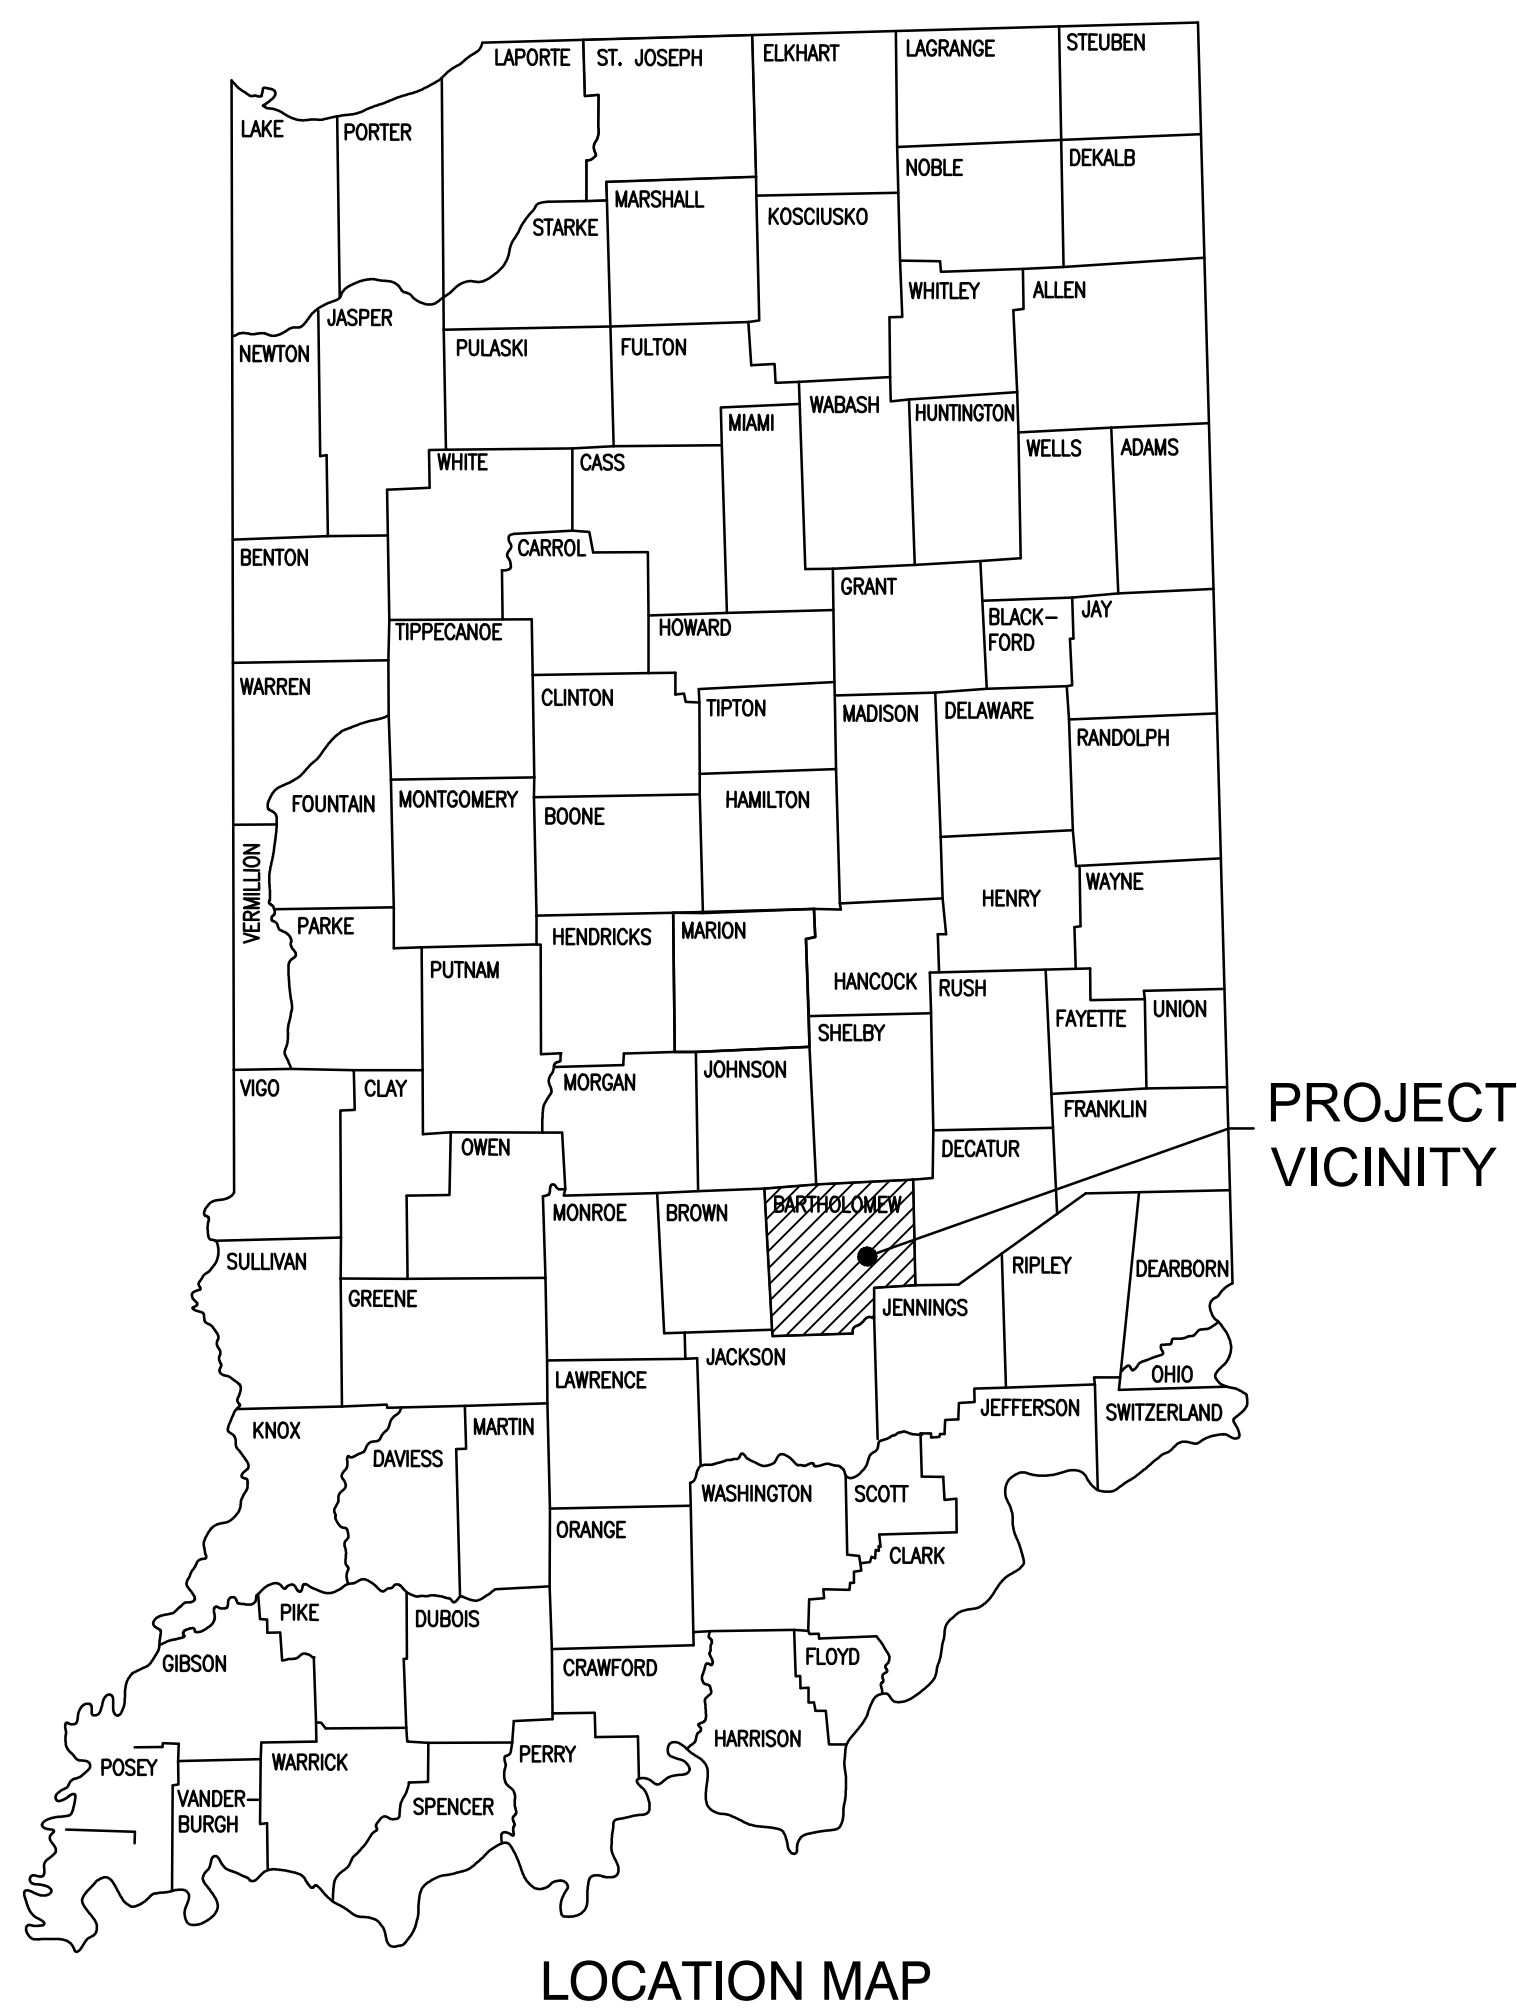 LAPORTE
ST. JOSEPH
ELKHART
LAGRANGE
STEUBEN
LAKE
PORTER
NOBLE
DEKALB
MARSHALL
KOSCIUSKO
STARKE
WHITLEY
ALLEN
JASPER
NEWTON
PULASKI
FULTON
WABASH
HUNTINGTON
MIAMI
WELLS
ADAMS
WHITE
CASS
BENTON
CARROL
GRANT
BLACK-
FORD
JAY
TIPPECANOE
HOWARD
WARREN
CLINTON
TIPTON
MADISON
DELAWARE
RANDOLPH
FOUNTAIN
MONTGOMERY
BOONE
HAMILTON
VERMILLION
HENRY
WAYNE
PARKE
HENDRICKS
MARION
PUTNAM
HANCOCK
RUSH
FAYETTE
UNION
SHELBY
VIGO
CLAY
MORGAN
JOHNSON
FRANKLIN
PROJECT
VICINITY
OWEN
DECATUR
MONROE
BROWN
BARTHOLOMEW
SULLIVAN
RIPLEY
DEARBORN
GREENE
JENNINGS
JACKSON
LAWRENCE
OHIO
JEFFERSON
SWITZERLAND
KNOX
MARTIN
DAVIESS
WASHINGTON
SCOTT
ORANGE
CLARK
PIKE
DUBOIS
GIBSON
CRAWFORD
FLOYD
HARRISON
POSEY
WARRICK
PERRY
VANDER-
BURGH
SPENCER
LOCATION MAP